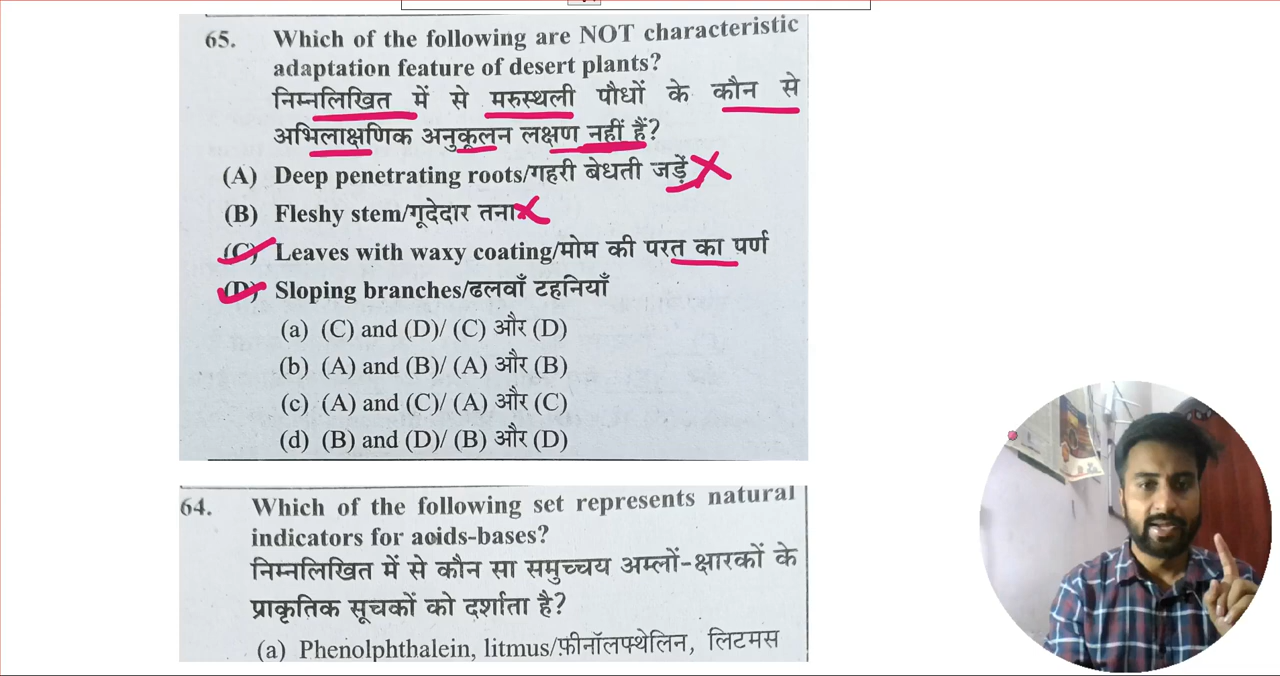 65. Which of the following are NOT characteristic
adaptation feature of desert plants?
निम्नलिखित में से मरुस्थली पौधों के कौन से
अभिलाक्षणिक अनुकूलन लक्षण नहीं हैं?
(A) Deep penetrating roots/गहरी बेधती जड़ें
(B) Fleshy stem/गूदेदार तना
(C) Leaves with waxy coating/मोम की परत का पर्ण
(D) Sloping branches/ढलवाँ टहनियाँ
(a) (C) and (D)/ (C) और (D)
(b) (A) and (B)/ (A) और (B)
(c) (A) and (C)/ (A) और (C)
(d) (B) and (D)/ (B) और (D)
64. Which of the following set represents natural
indicators for acids-bases?
निम्नलिखित में से कौन सा समुच्चय अम्लों-क्षारकों के
प्राकृतिक सूचकों को दर्शाता है?
(a) Phenolphthalein, litmus/फ़ीनॉलफ्थेलिन, लिटमस